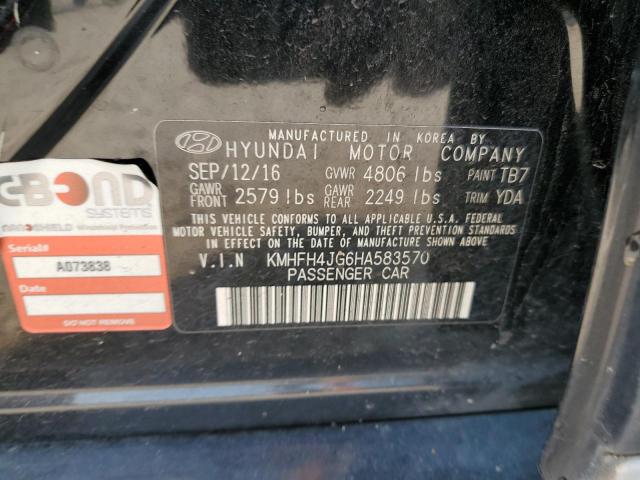 MANUFACTURED IN KOREA BY
HYUNDAI MOTOR COMPANY
SEP/12/16 GVWR 4806 lbs PAINT TB7
GAWR FRONT 2579 lbs GAWR REAR 2249 lbs TRIM YDA
THIS VEHICLE CONFORMS TO ALL APPLICABLE U.S.A. FEDERAL
MOTOR VEHICLE SAFETY, BUMPER, AND THEFT PREVENTION STANDARDS
IN EFFECT ON THE DATE OF MANUFACTURE SHOWN ABOVE.
V.I.N KMHFH4JG6HA583570
PASSENGER CAR
C-BOND
SYSTEMS
NANOSHIELD
Serial#
A073838
DO NOT REMOVE